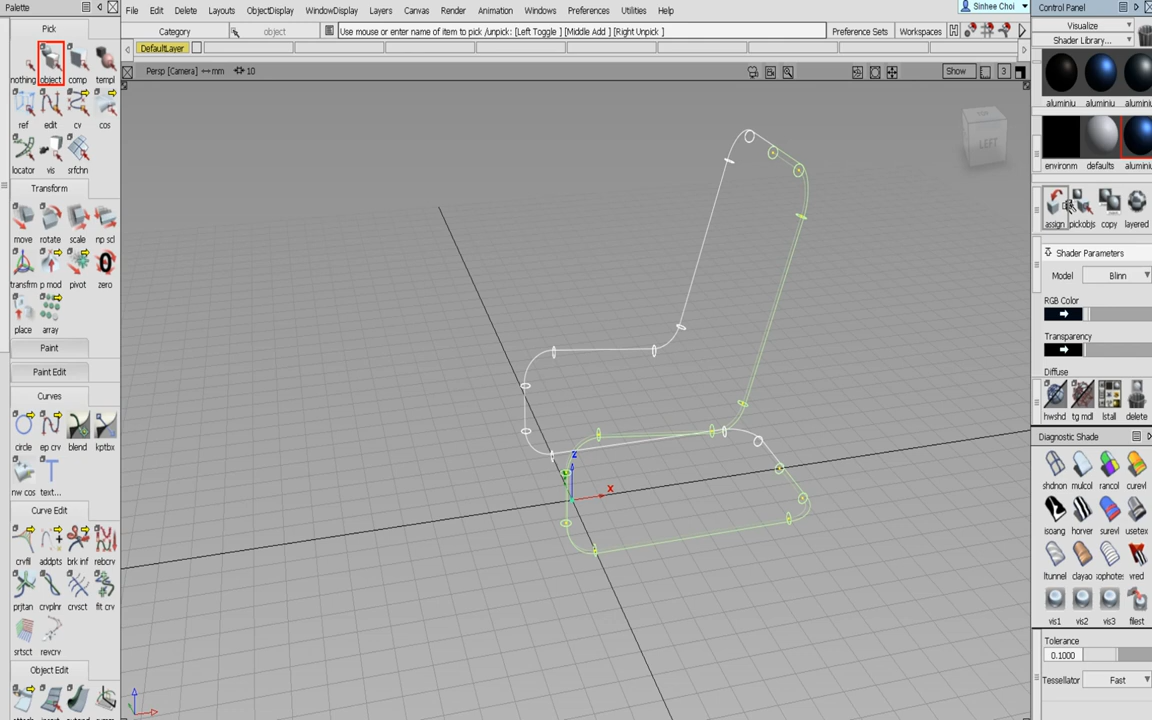 Palette
File Edit Delete Layouts ObjectDisplay WindowDisplay Layers Canvas Render Animation Windows Preferences Utilities Help
Sinhee Choi
Control Panel
Category
object
Use mouse or enter name of item to pick /unpick: [Left Toggle ] [Middle Add ] [Right Unpick ]
Preference Sets
Workspaces
DefaultLayer
Persp [Camera] mm 10
Show
3
LEFT
X
Z
Pick
nothing object comp templ
ref edit cv cos
locator vis srfchn
Transform
move rotate scale np scl
transfrm p mod pivot zero
place array
Paint
Paint Edit
Curves
circle ep crv blend kptbx
nw cos text...
Curve Edit
crvfil addpts brk inf rebcrv
prjtan crvplnr crvsct fit crv
srtsct revcrv
Object Edit
Visualize
Shader Library...
aluminiu aluminiu aluminiu
environm defaults aluminiu
assign pickobjs copy layered
Shader Parameters
Model Blinn
RGB Color
Transparency
Diffuse
hwshd tg mdl lstall delete
Diagnostic Shade
shdnon mulcol rancol curevl
isoang horver surevl usetex
ltunnel clayao vred
vis1 vis2 vis3 filest
Tolerance
0.1000
Tessellator Fast